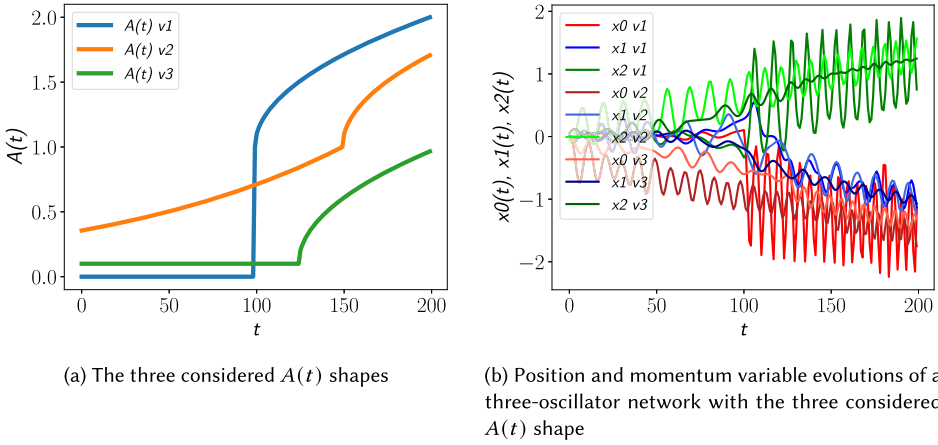 2.0
1.5
1.0
0.5
0.0
A(t)
A(t) v1
A(t) v2
A(t) v3
0
50
100
150
200
t
(a) The three considered A(t) shapes
2
1
0
−1
−2
x0(t), x1(t), x2(t)
x0 v1
x1 v1
x2 v1
x0 v2
x1 v2
x2 v2
x0 v3
x1 v3
x2 v3
0
50
100
150
200
t
(b) Position and momentum variable evolutions of a
three-oscillator network with the three considered
A(t) shape